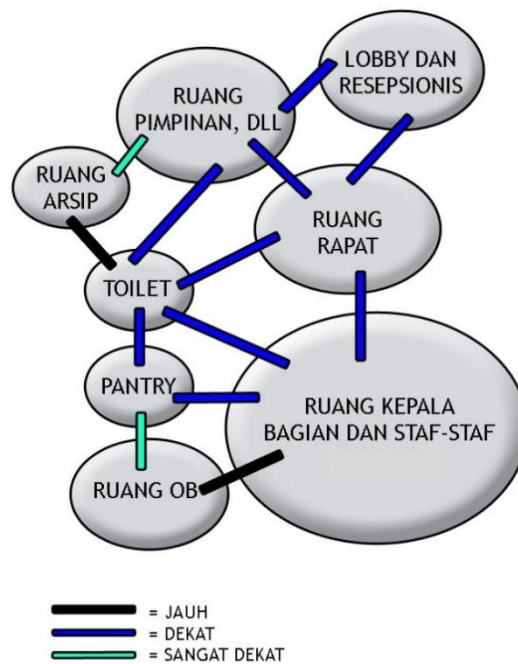 LOBBY DAN
RESEPSIONIS
RUANG
PIMPINAN, DLL
RUANG
ARSIP
RUANG
RAPAT
TOILET
PANTRY
RUANG KEPALA
BAGIAN DAN STAF-STAF
RUANG OB
= JAUH
= DEKAT
= SANGAT DEKAT